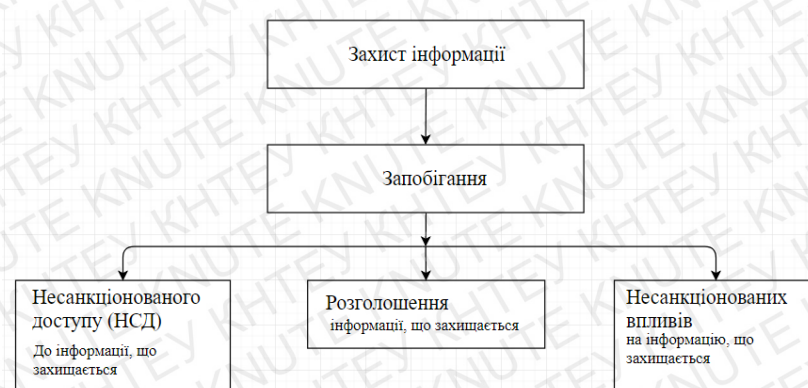 Захист інформації
Запобігання
Несанкціонованого
доступу (НСД)
До інформації, що
захищається
Розголошення
інформації, що захищається
Несанкціонованих
впливів
на інформацію, що
захищається